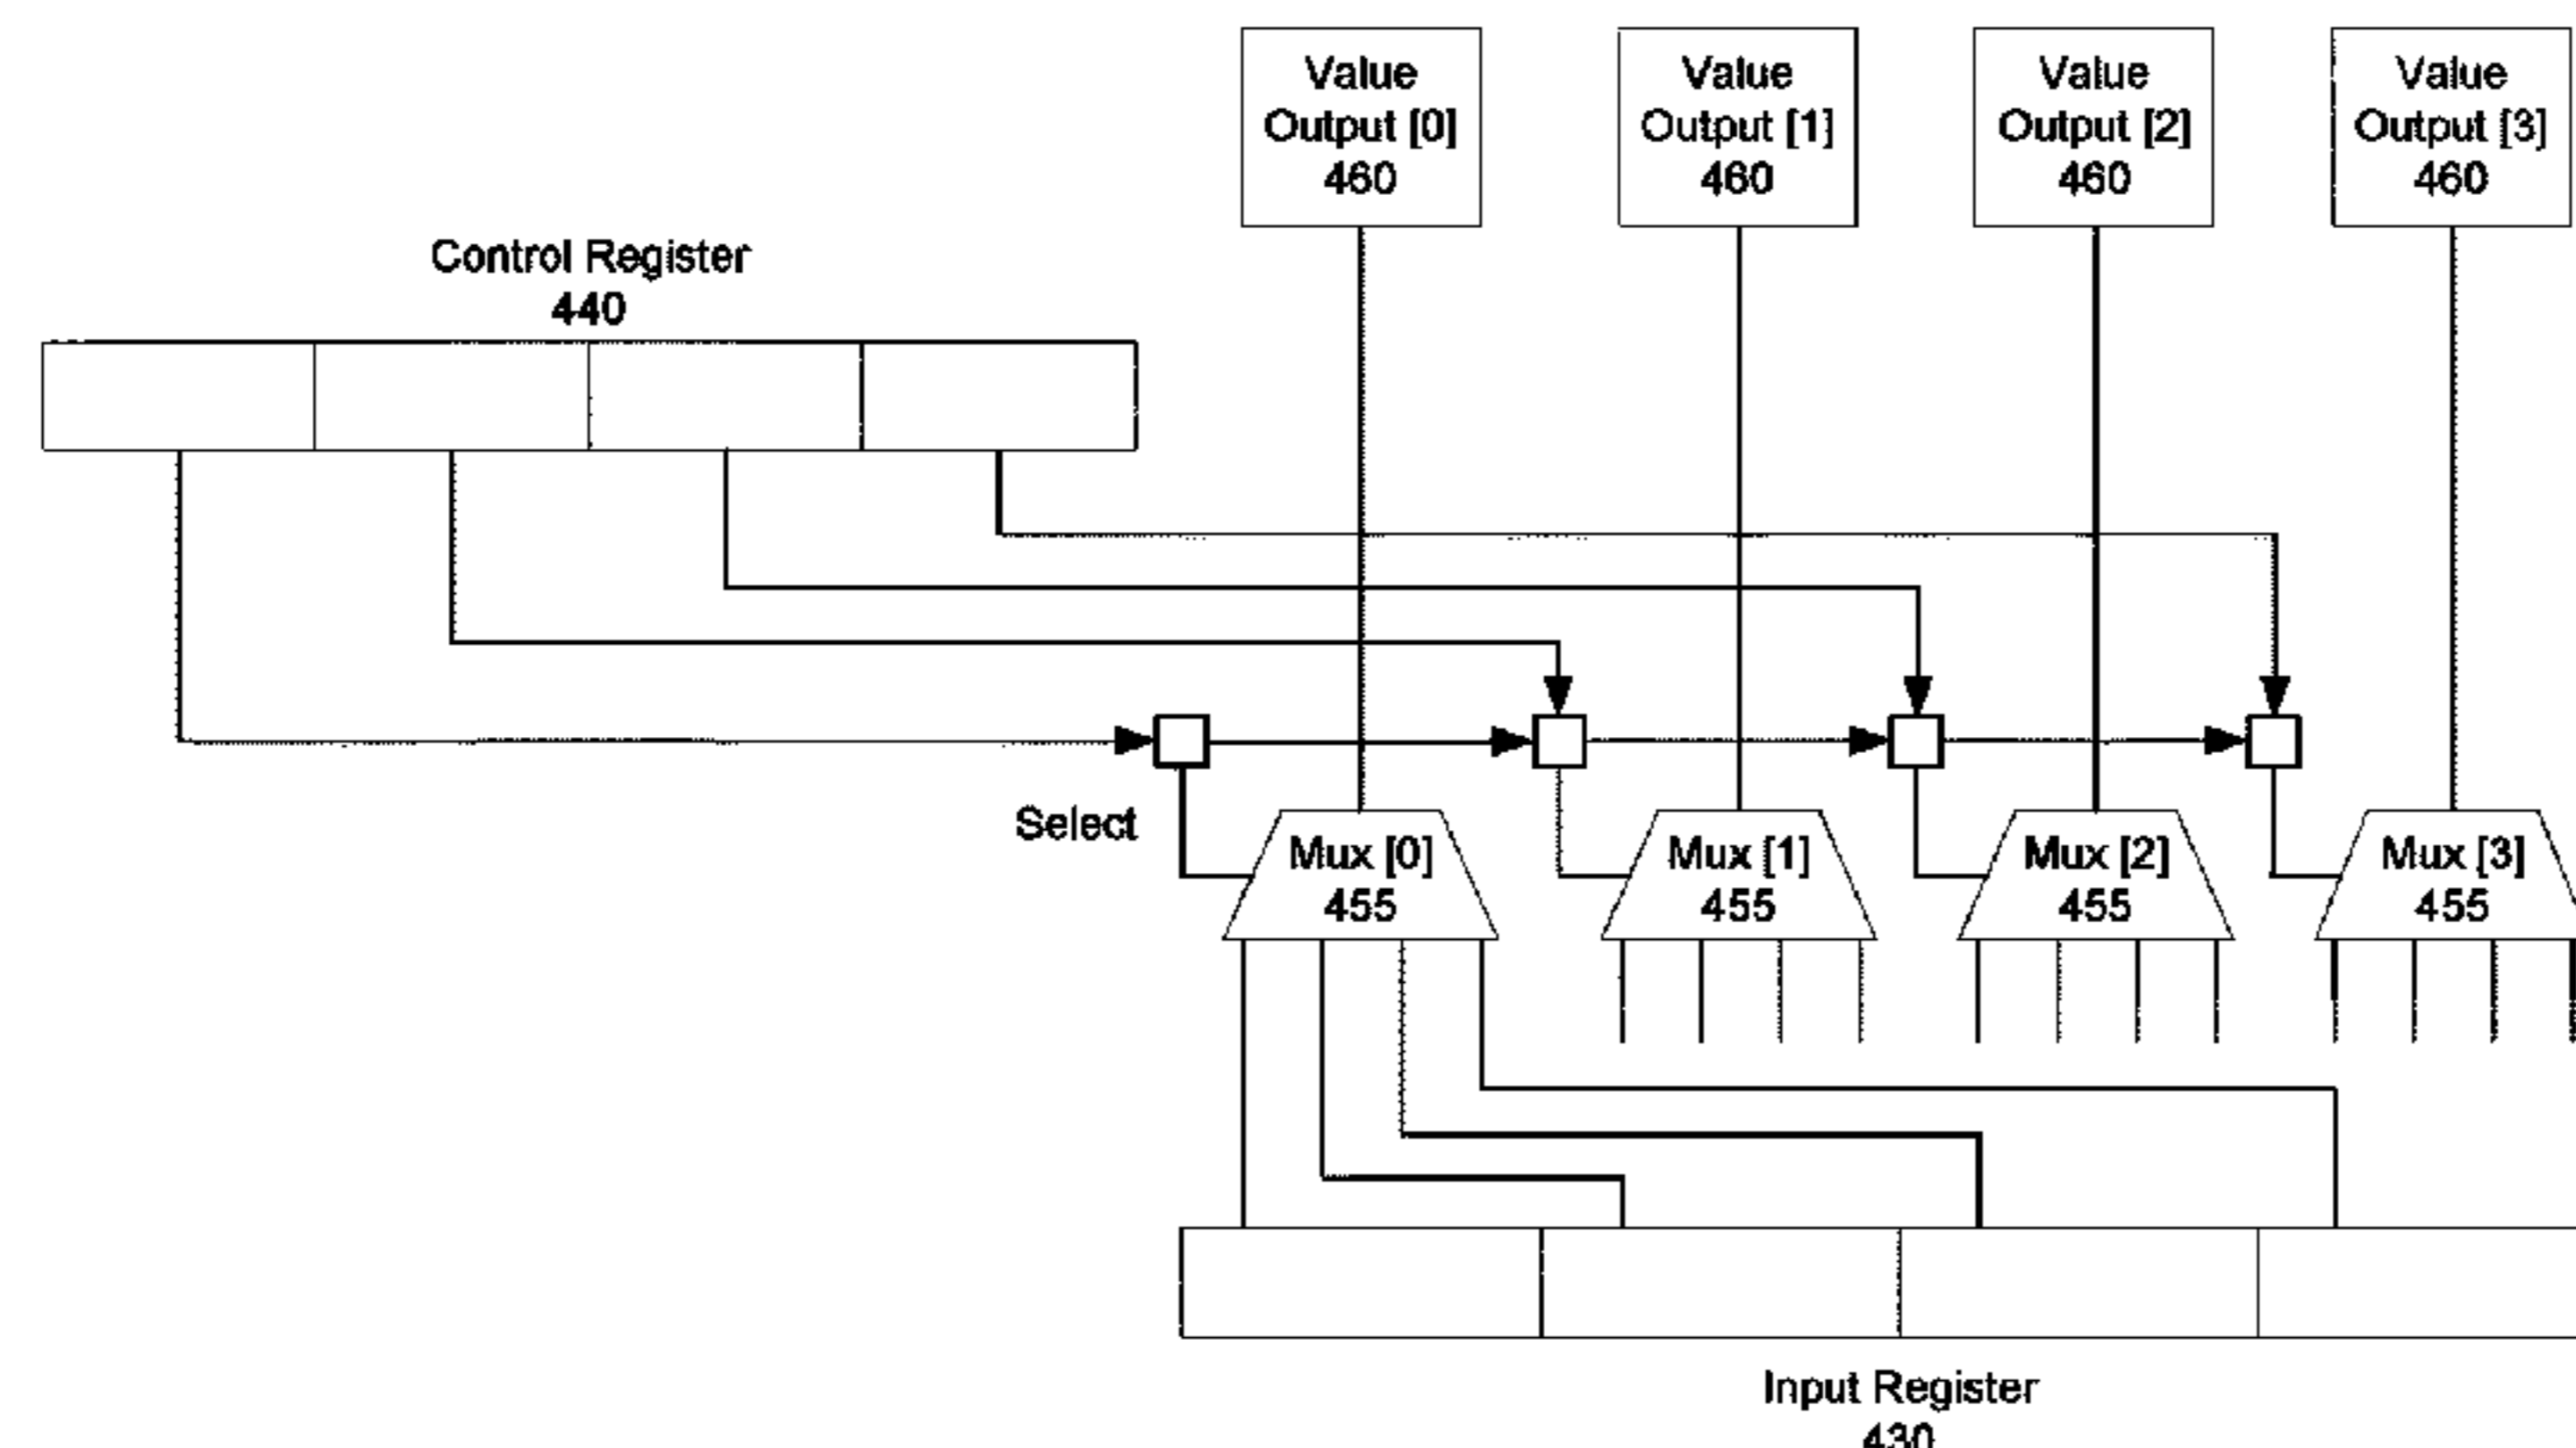 Value
Output [0]
460
Value
Output [1]
460
Value
Output [2]
460
Value
Output [3]
460
Control Register
440
Select
Mux [0]
455
Mux [1]
455
Mux [2]
455
Mux [3]
455
Input Register
430